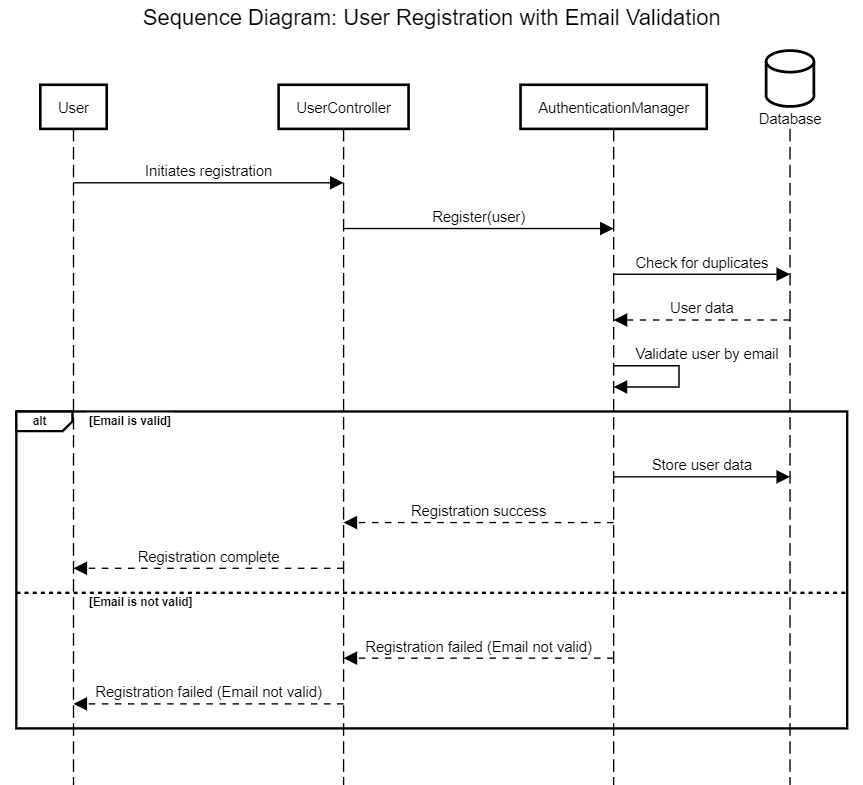 Sequence Diagram: User Registration with Email Validation
User
UserController
AuthenticationManager
Database
Initiates registration
Register(user)
Check for duplicates
User data
Validate user by email
alt
[Email is valid]
Store user data
Registration success
Registration complete
[Email is not valid]
Registration failed (Email not valid)
Registration failed (Email not valid)